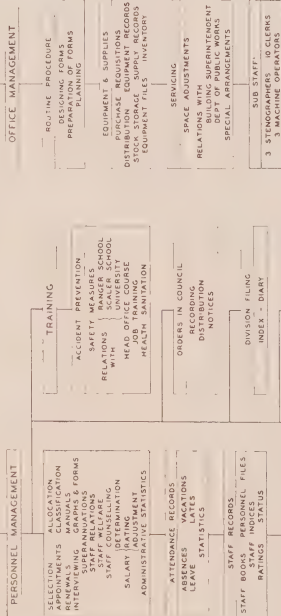 PERSONNEL MANAGEMENT
SELECTION ALLOCATION
APPOINTMENTS CLASSIFICATION
RENEWALS MANUALS
INTERVIEWING GRAPHS & FORMS
SUPERANNUATIONS
STAFF RELATIONS
STAFF WELFARE
STAFF COUNSELLING
DETERMINATION
SALARY RATING
ADJUSTMENT
ADMINISTRATIVE STATISTICS
ATTENDANCE RECORDS
ABSENCES VACATIONS
LEAVE LATES
STATISTICS
STAFF RECORDS
STAFF BOOKS PERSONNEL FILES
STAFF INDICES
RATINGS STATUS
TRAINING
ACCIDENT PREVENTION
SAFETY MEASURES
RELATIONS RANGER SCHOOL
WITH SCALER SCHOOL
UNIVERSITY
HEAD OFFICE COURSE
JOB TRAINING
HEALTH SANITATION
ORDERS IN COUNCIL
RECORDING
DISTRIBUTION
NOTICES
DIVISION FILING
INDEX - DIARY
OFFICE MANAGEMENT
ROUTINE PROCEDURE
DESIGNING FORMS
PREPARATION OF FORMS
PLANNING
EQUIPMENT & SUPPLIES
PURCHASE REQUISITIONS
DISTRIBUTION EQUIPMENT RECORDS
STOCK STORAGE SUPPLY RECORDS
EQUIPMENT FILES INVENTORY
SERVICING
SPACE ADJUSTMENTS
RELATIONS WITH
BUILDING SUPERINTENDENT
DEPT OF PUBLIC WORKS
SPECIAL ARRANGEMENTS
SUB STAFF
3 STENOGRAPHERS 10 CLERKS
3 MACHINE OPERATORS